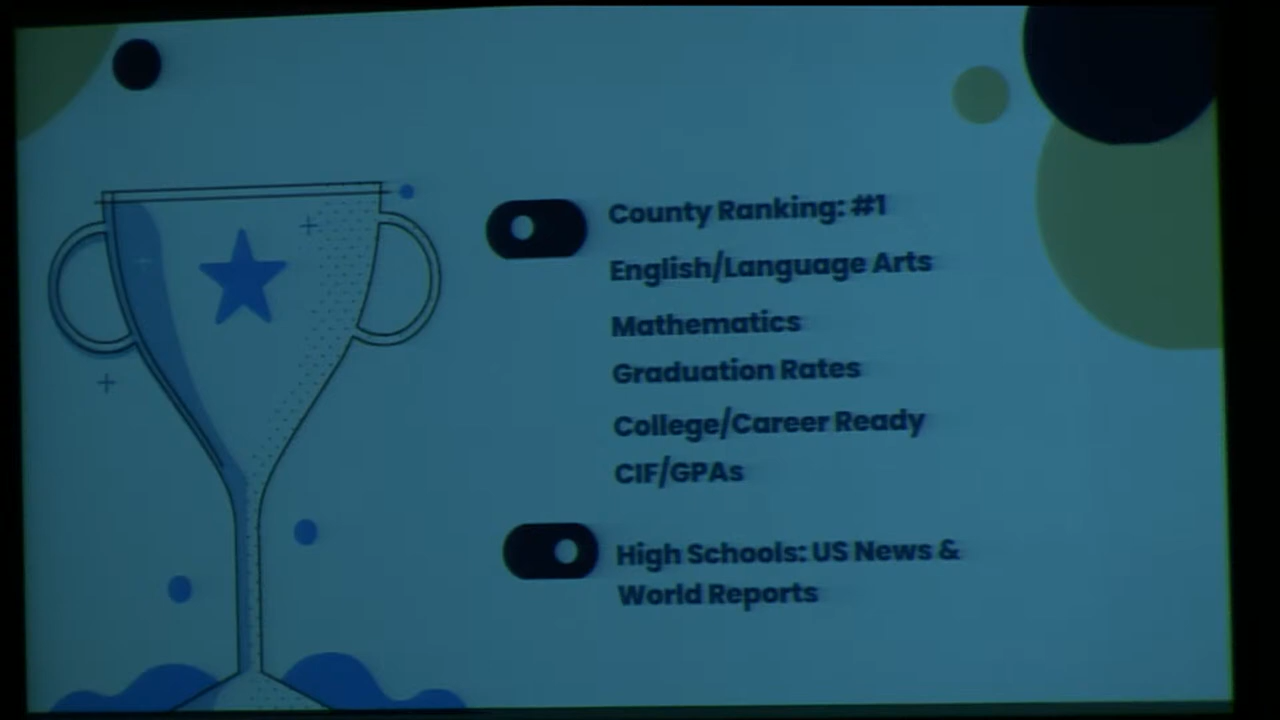 County Ranking: #1
English/Language Arts
Mathematics
Graduation Rates
College/Career Ready
CIF/GPAs
High Schools: US News &
World Reports